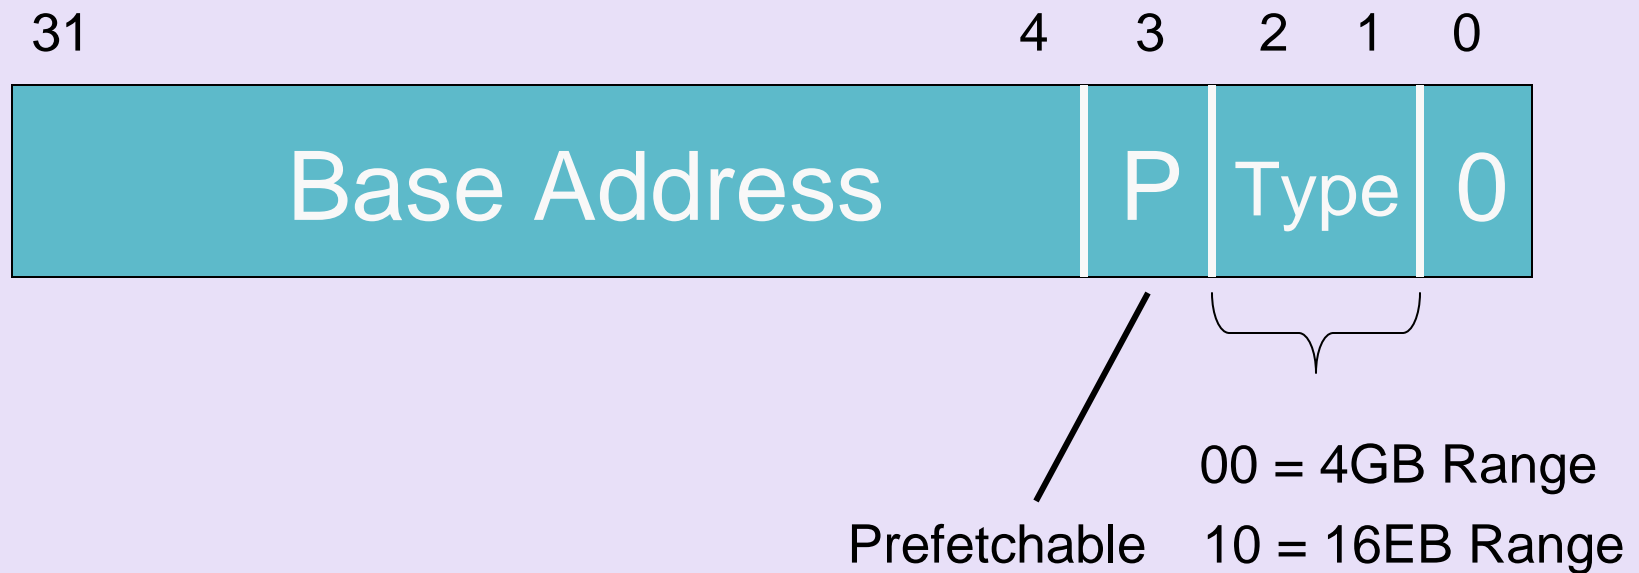 31 4 3 2 1 0
Base Address P Type 0
00 = 4GB Range
Prefetchable 10 = 16EB Range